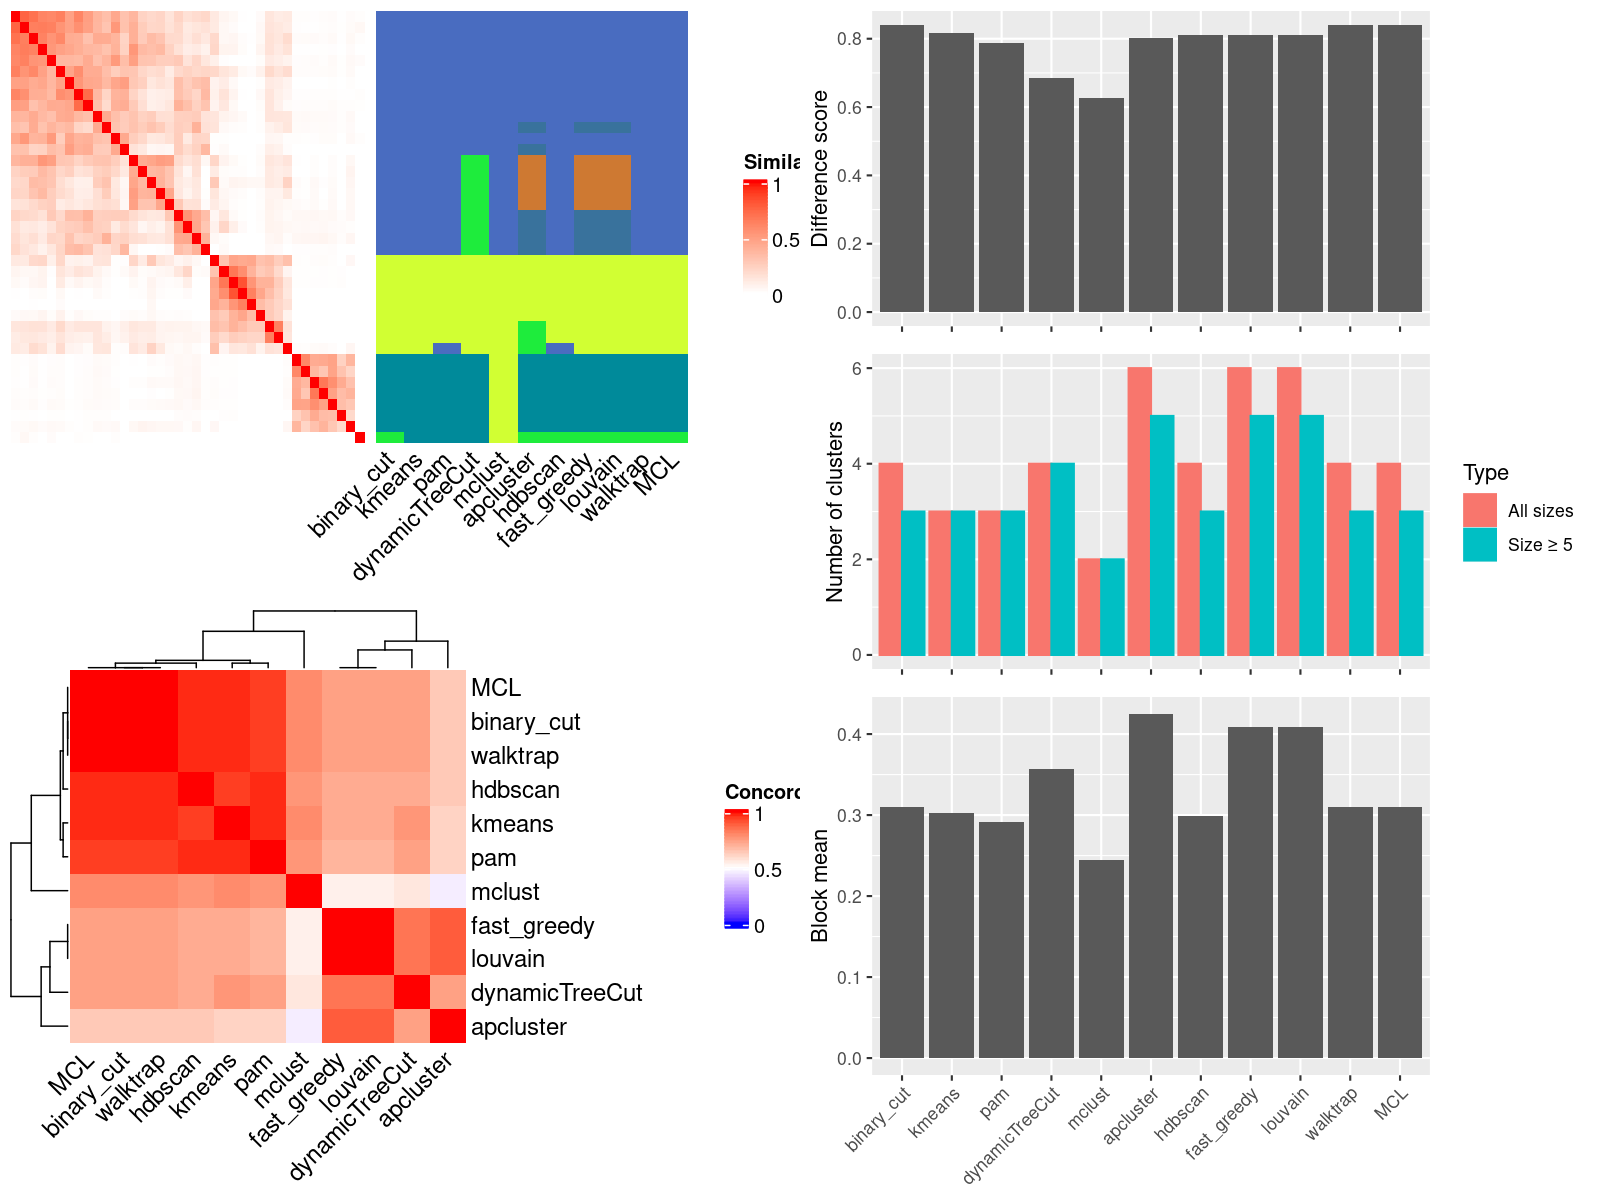 Simila
1
0.5
0
binary_cut
kmeans
pam
dynamicTreeCut
mclust
apcluster
hdbscan
fast_greedy
louvain
walktrap
MCL
MCL
binary_cut
walktrap
hdbscan
kmeans
pam
mclust
fast_greedy
louvain
dynamicTreeCut
apcluster
MCL
binary_cut
walktrap
hdbscan
kmeans
pam
mclust
fast_greedy
louvain
dynamicTreeCut
apcluster
Concord
1
0.5
0
Difference score
0.8
0.6
0.4
0.2
0.0
Number of clusters
6
4
2
0
Type
All sizes
Size ≥ 5
Block mean
0.4
0.3
0.2
0.1
0.0
binary_cut
kmeans
pam
dynamicTreeCut
mclust
apcluster
hdbscan
fast_greedy
louvain
walktrap
MCL